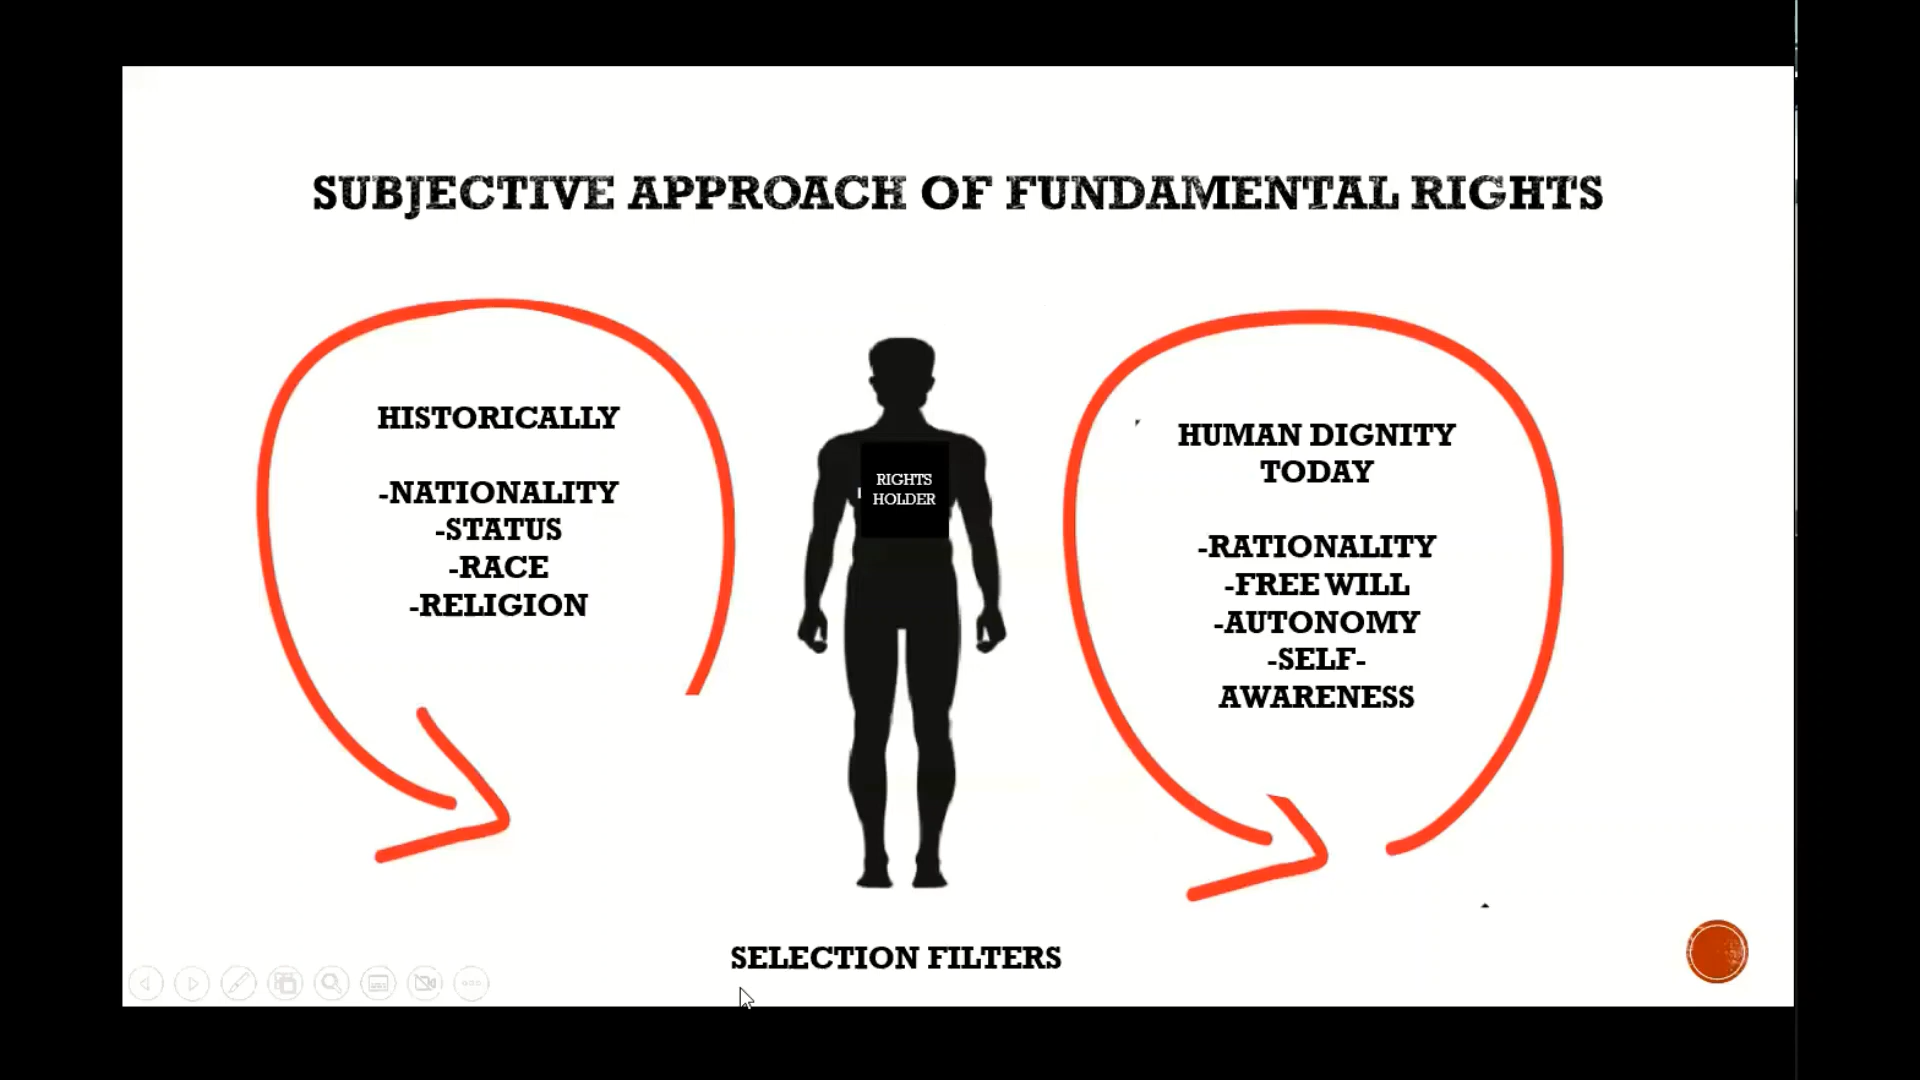 SUBJECTIVE APPROACH OF FUNDAMENTAL RIGHTS
HISTORICALLY
-NATIONALITY
-STATUS
-RACE
-RELIGION
RIGHTS
HOLDER
HUMAN DIGNITY
TODAY
-RATIONALITY
-FREE WILL
-AUTONOMY
-SELF-
AWARENESS
SELECTION FILTERS